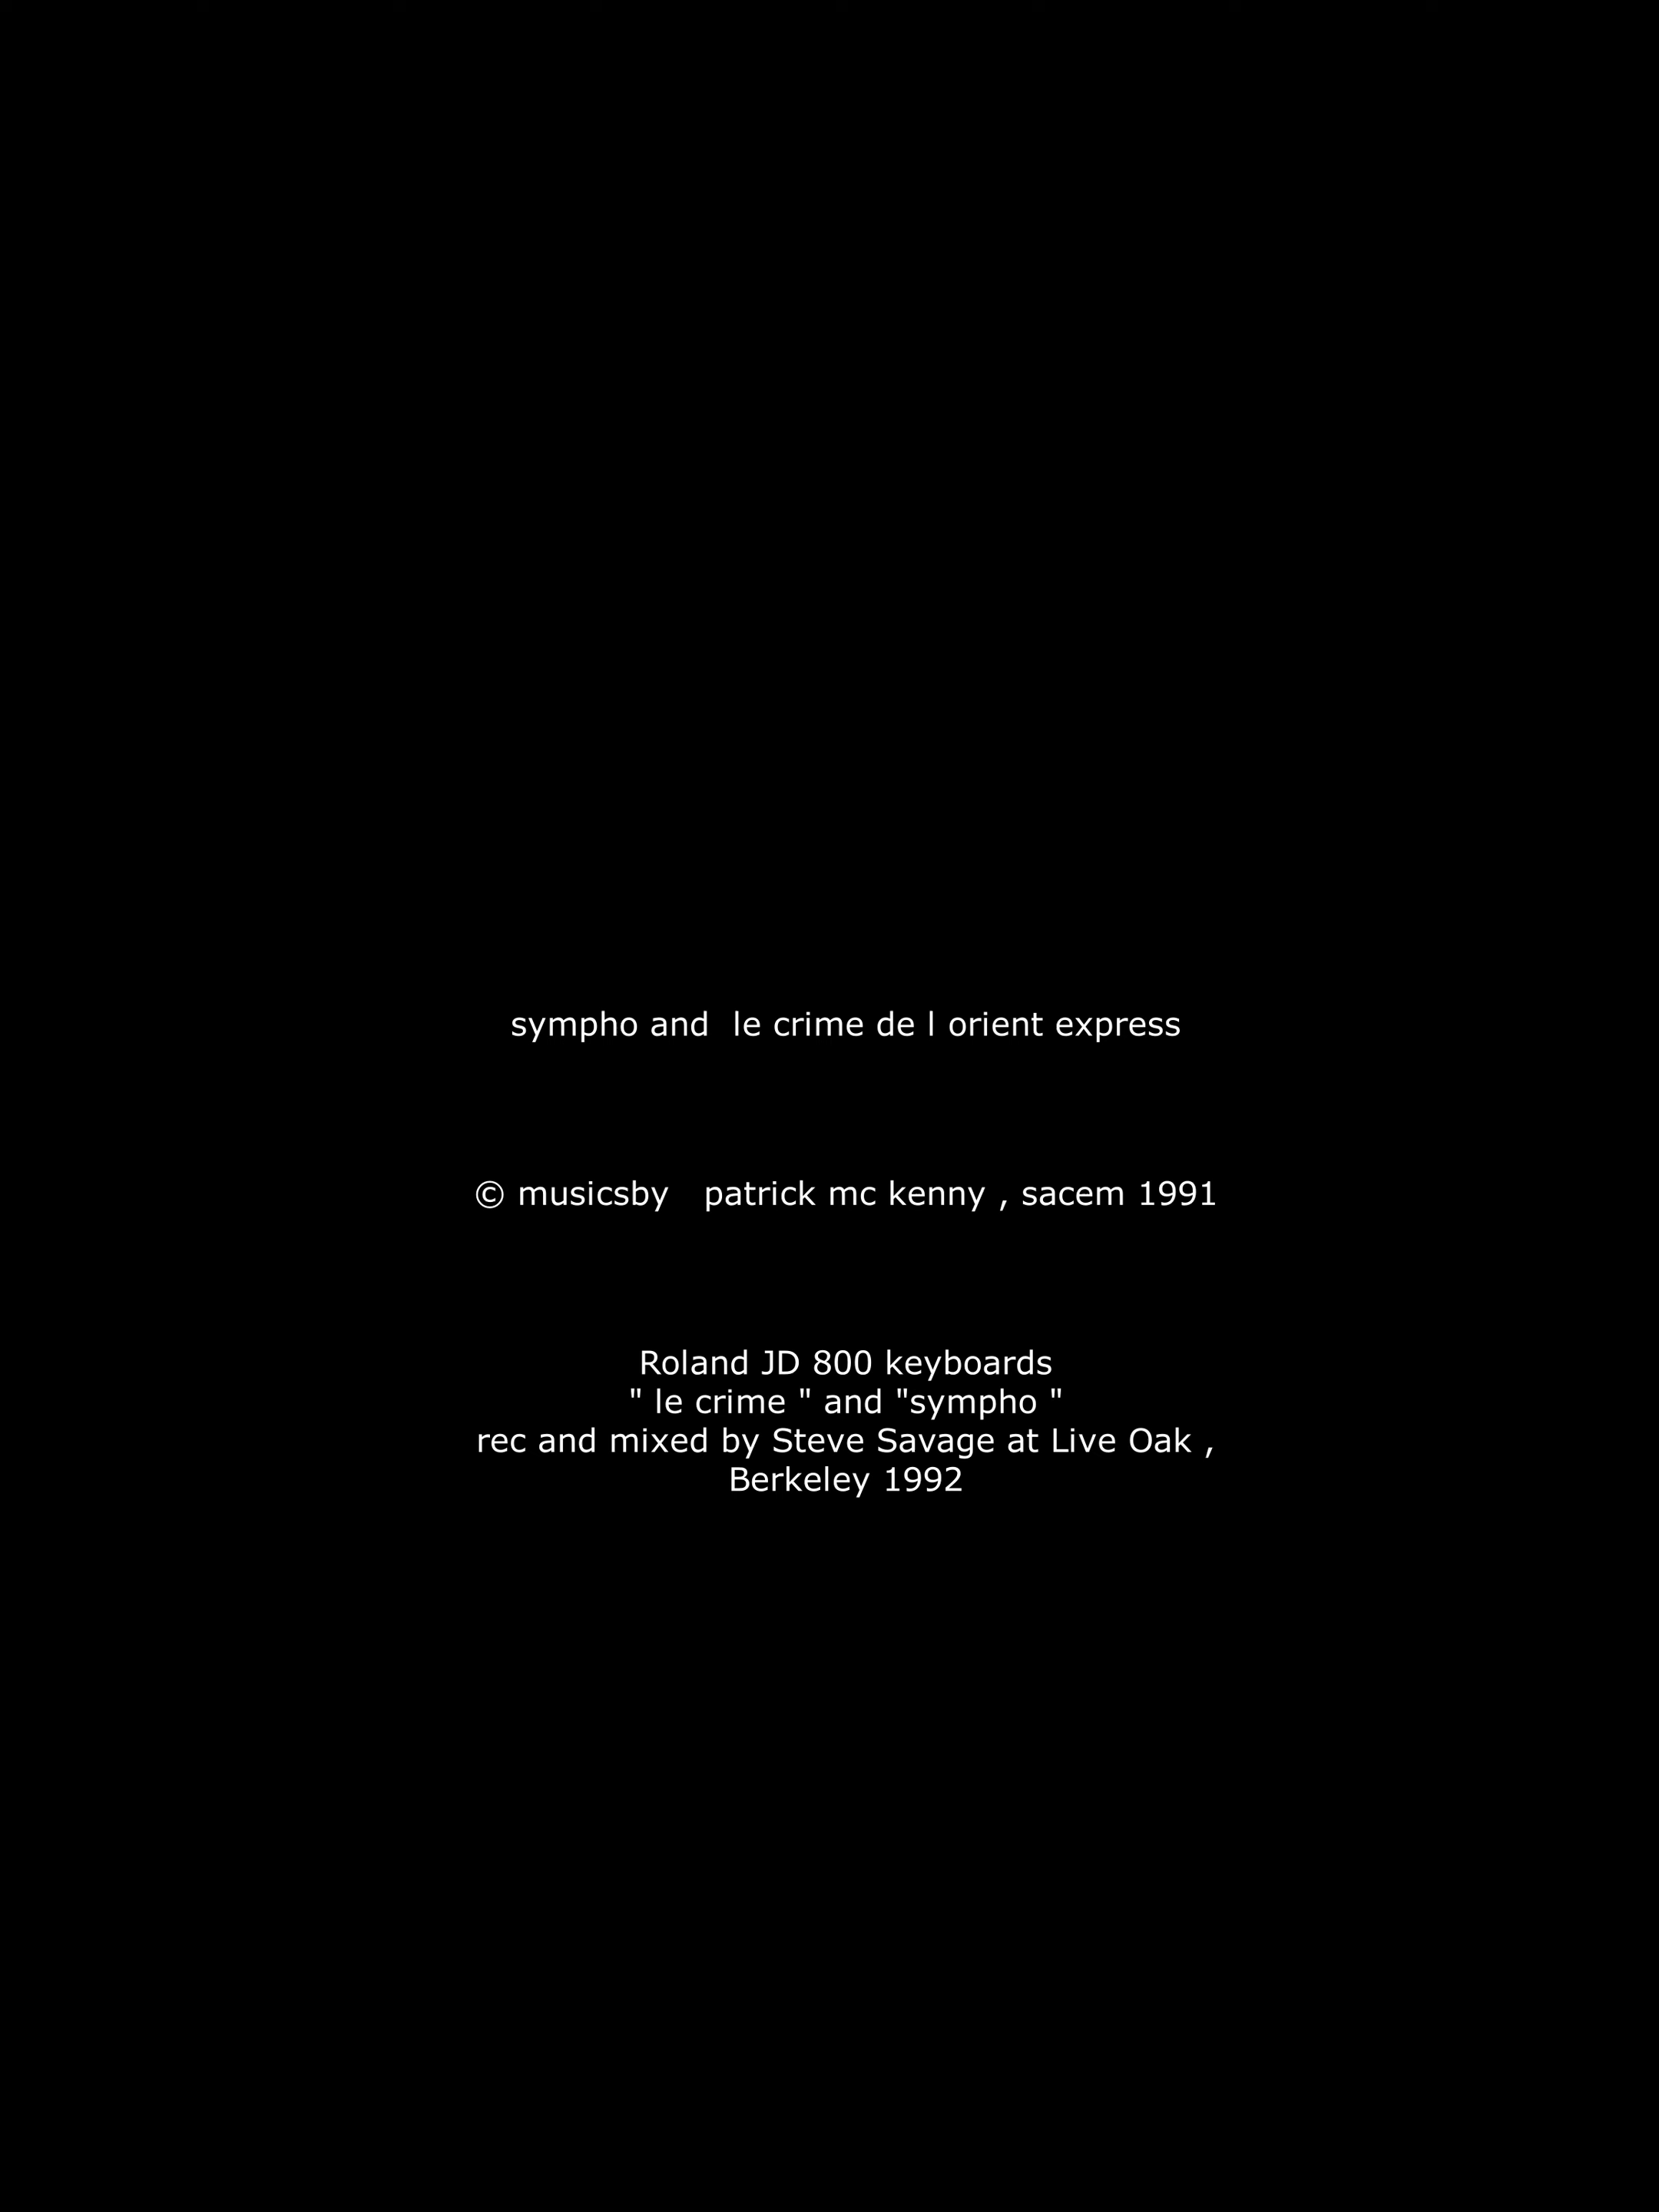 sympho and  le crime de l orient express
© musicsby   patrick mc kenny , sacem 1991
Roland JD 800 keyboards
" le crime " and "sympho "
rec and mixed by Steve Savage at Live Oak ,
Berkeley 1992